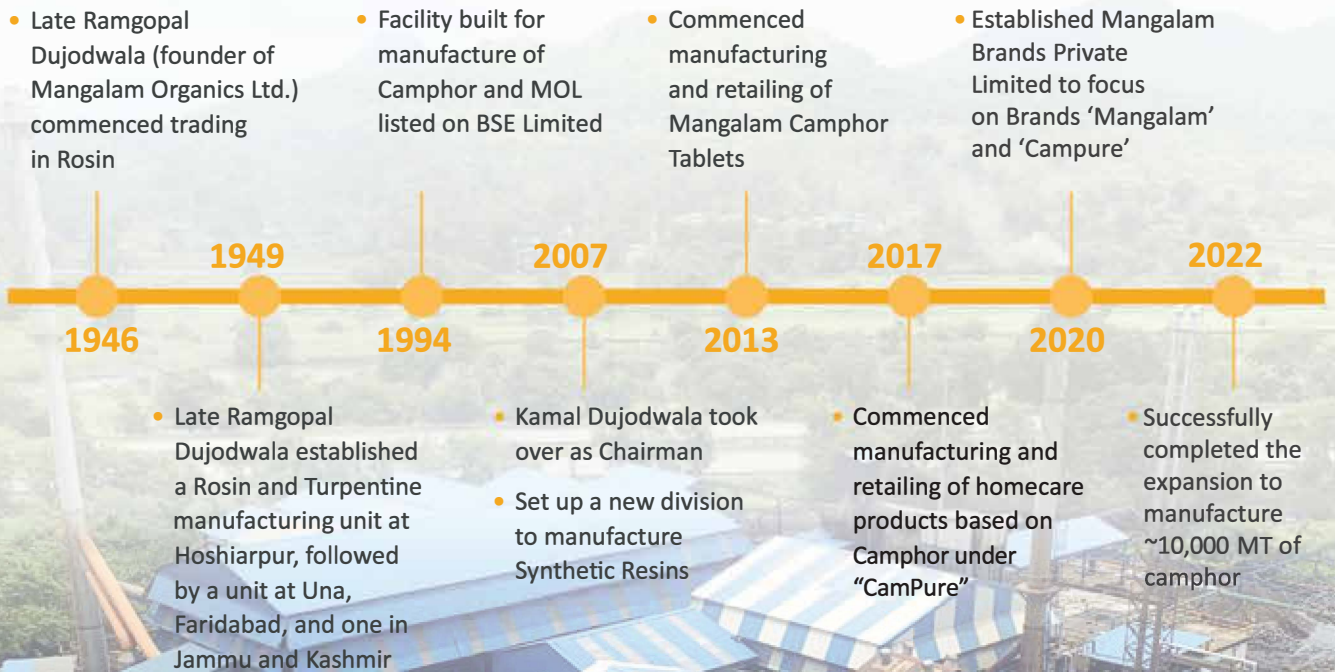 Late Ramgopal
Dujodwala (founder of
Mangalam Organics Ltd.)
commenced trading
in Rosin
Facility built for
manufacture of
Camphor and MOL
listed on BSE Limited
Commenced
manufacturing
and retailing of
Mangalam Camphor
Tablets
Established Mangalam
Brands Private
Limited to focus
on Brands ‘Mangalam’
and ‘Campure’
1949
2007
2017
2022
1946
1994
2013
2020
Late Ramgopal
Dujodwala established
a Rosin and Turpentine
manufacturing unit at
Hoshiarpur, followed
by a unit at Una,
Faridabad, and one in
Jammu and Kashmir
Kamal Dujodwala took
over as Chairman
Set up a new division
to manufacture
Synthetic Resins
Commenced
manufacturing and
retailing of homecare
products based on
Camphor under
“CamPure”
Successfully
completed the
expansion to
manufacture
~10,000 MT of
camphor